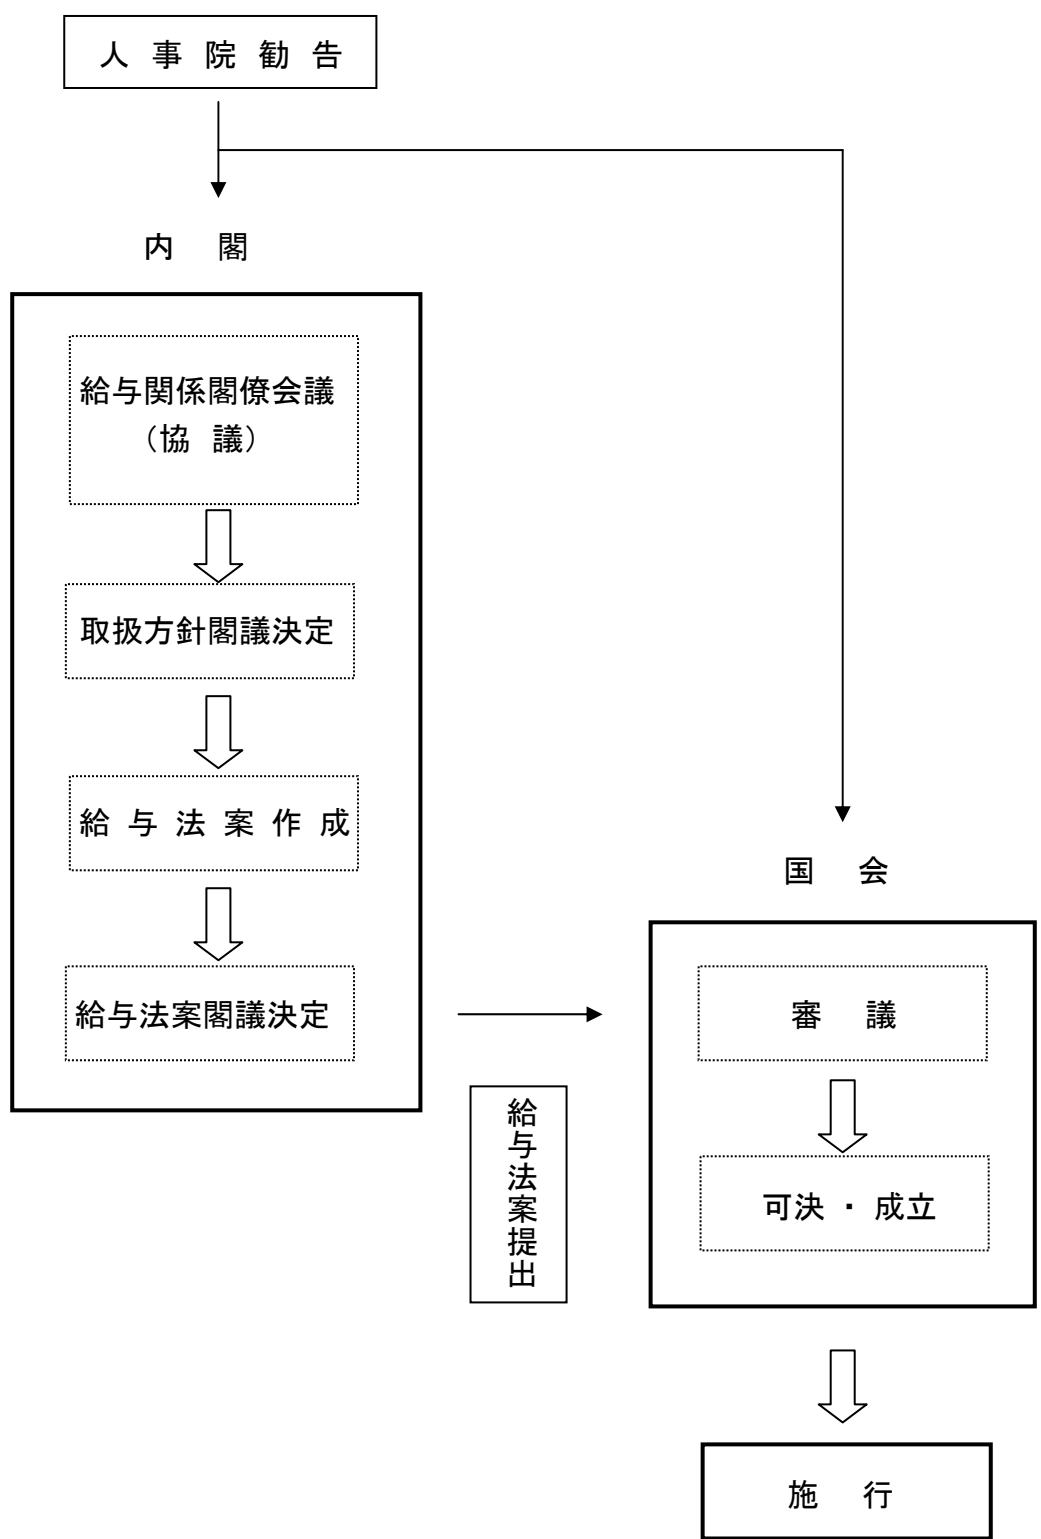 人 事 院 勧 告
内 閣
給与関係閣僚会議
（協 議）
取扱方針閣議決定
給 与 法 案 作 成
給与法案閣議決定
給与法案提出
国 会
審 議
可決 ・ 成立
施 行